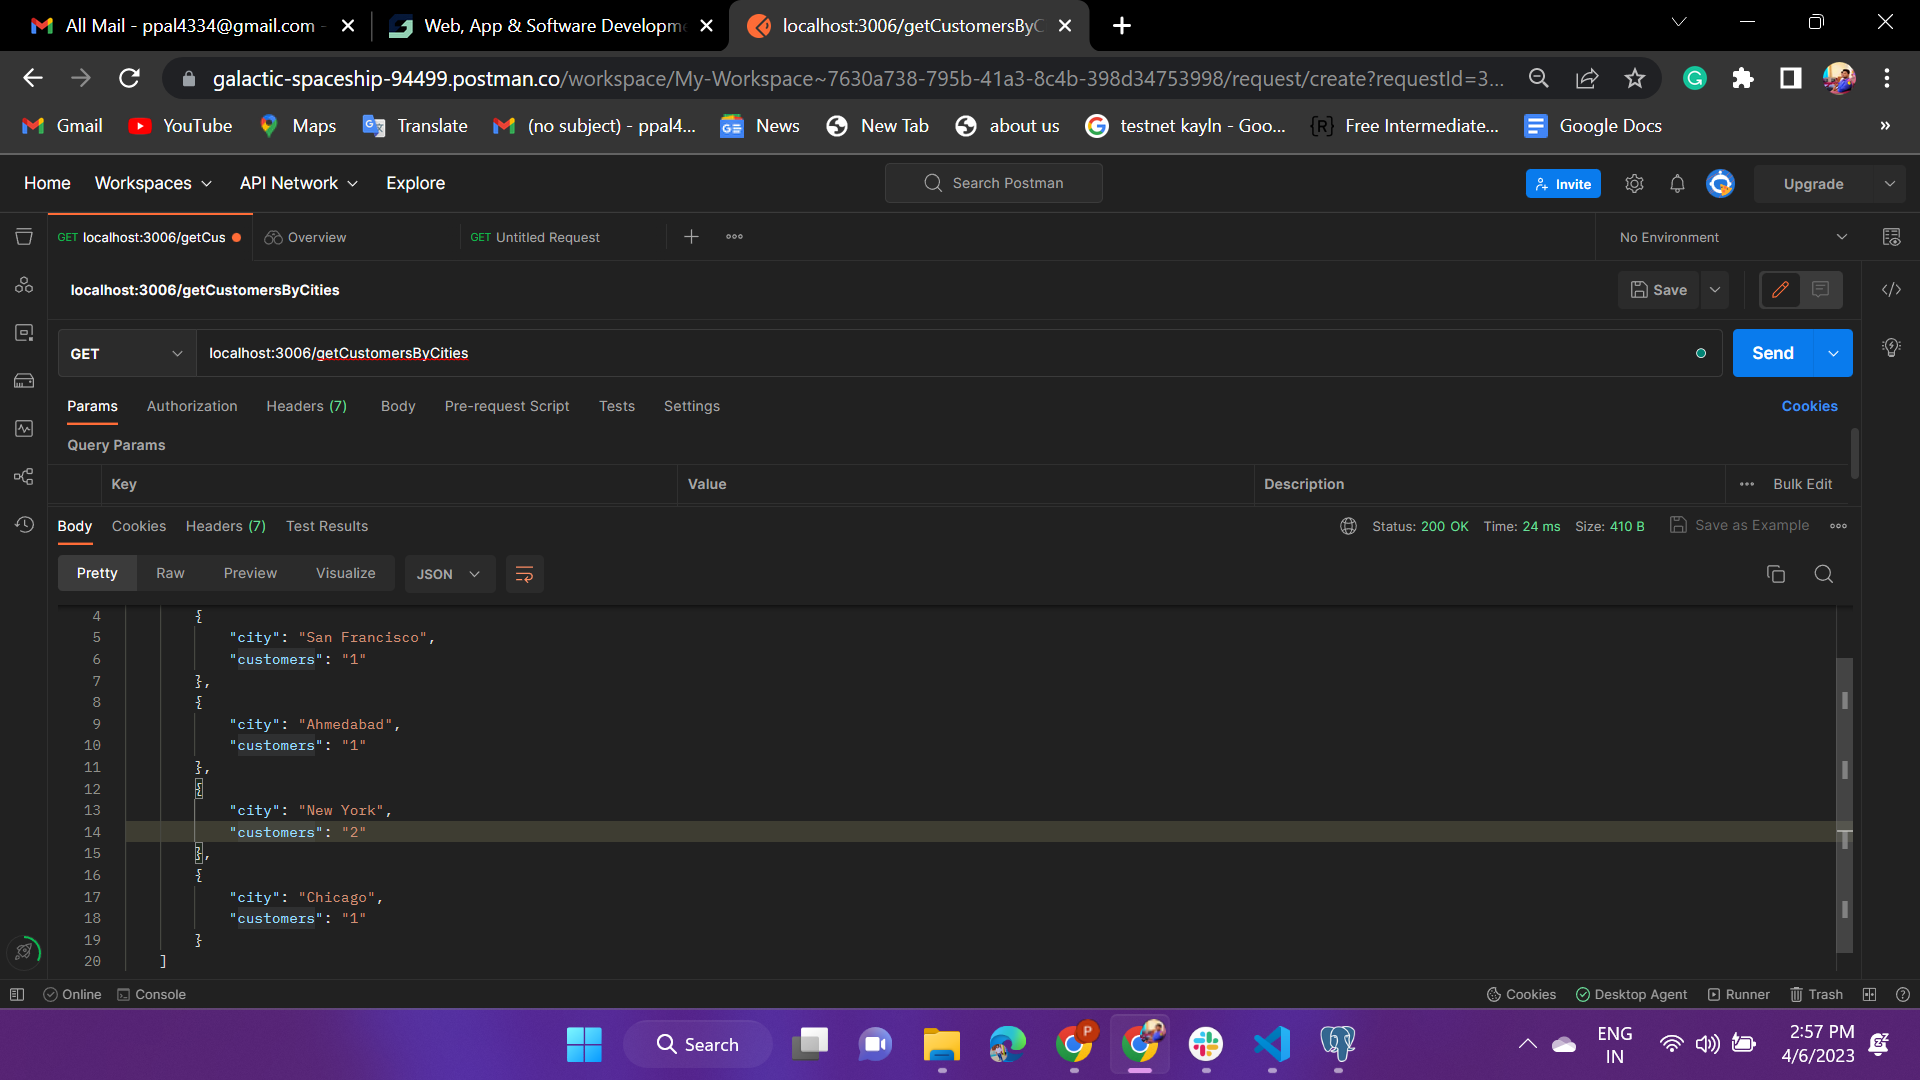 All Mail - ppal4334@gmail.com -
Web, App & Software Developme
localhost:3006/getCustomersByC
galactic-spaceship-94499.postman.co/workspace/My-Workspace~7630a738-795b-41a3-8c4b-398d34753998/request/create?requestId=3...
Gmail YouTube Maps Translate (no subject) - ppal4... News New Tab about us testnet kayln - Goo... {R} Free Intermediate... Google Docs »
Home Workspaces API Network Explore Search Postman Invite Upgrade
GET localhost:3006/getCus Overview GET Untitled Request No Environment
localhost:3006/getCustomersByCities Save
GET localhost:3006/getCustomersByCities Send
Params Authorization Headers (7) Body Pre-request Script Tests Settings Cookies
Query Params
Key Value Description Bulk Edit
Body Cookies Headers (7) Test Results Status: 200 OK Time: 24 ms Size: 410 B Save as Example
Pretty Raw Preview Visualize JSON
4 {
5 "city": "San Francisco",
6 "customers": "1"
7 },
8 {
9 "city": "Ahmedabad",
10 "customers": "1"
11 },
12 {
13 "city": "New York",
14 "customers": "2"
15 },
16 {
17 "city": "Chicago",
18 "customers": "1"
19 }
20 ]
Online Console Cookies Desktop Agent Runner Trash
Search P ENG 2:57 PM
IN 4/6/2023